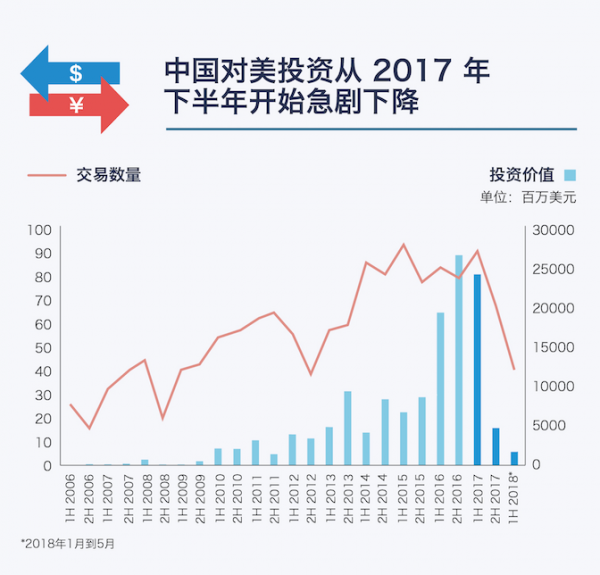 $
¥
中国对美投资从 2017 年
下半年开始急剧下降
交易数量
投资价值
单位：百万美元
100
90
80
70
60
50
40
30
20
10
0
30000
25000
20000
15000
10000
5000
0
1H 2006
2H 2006
1H 2007
2H 2007
1H 2008
2H 2008
1H 2009
2H 2009
1H 2010
2H 2010
1H 2011
2H 2011
1H 2012
2H 2012
1H 2013
2H 2013
1H 2014
2H 2014
1H 2015
2H 2015
1H 2016
2H 2016
1H 2017
2H 2017
1H 2018*
*2018年1月到5月